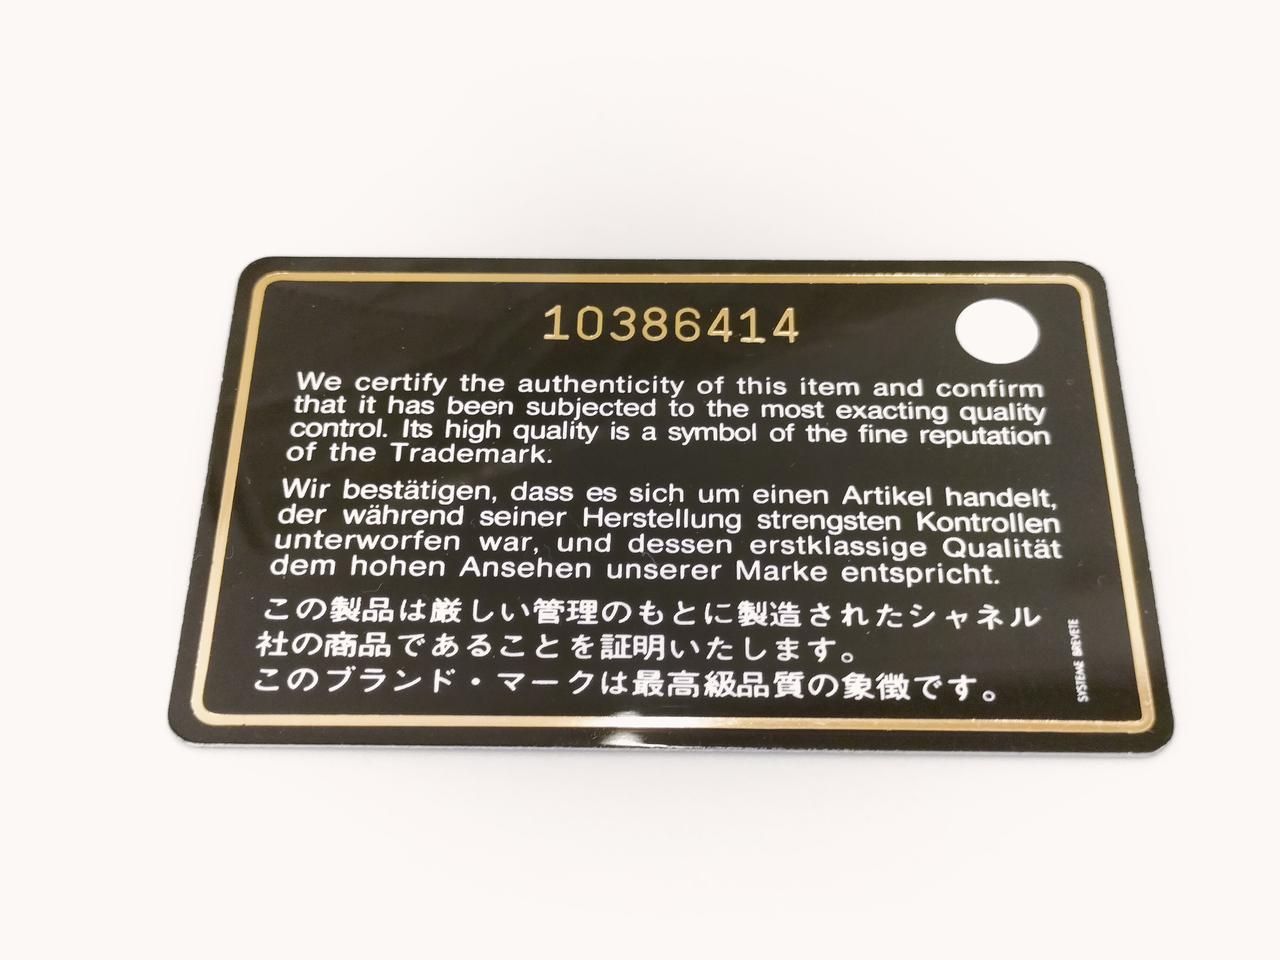 10386414
We certify the authenticity of this item and confirm
that it has been subjected to the most exacting quality
control. Its high quality is a symbol of the fine reputation
of the Trademark.
Wir bestätigen, dass es sich um einen Artikel handelt,
der während seiner Herstellung strengsten Kontrollen
unterworfen war, und dessen erstklassige Qualität
dem hohen Ansehen unserer Marke entspricht.
この製品は厳しい管理のもとに製造されたシャネル
社の商品であることを証明いたします。
このブランド・マークは最高級品質の象徴です。
SYSTEME BREVETE